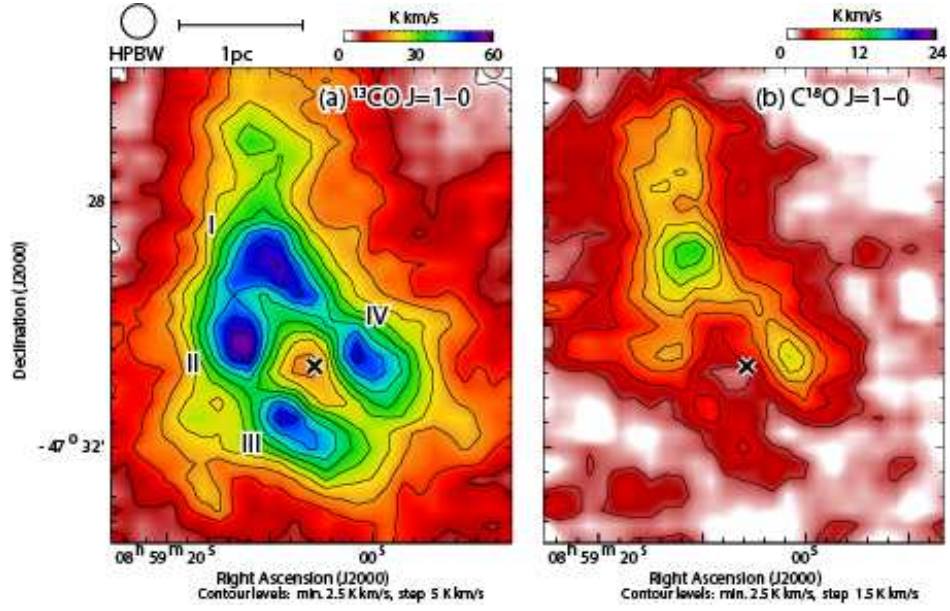 K km/s
K km/s
HPBW
1pc
0 30 60
0 12 24
(a) ¹³CO J=1–0
(b) C¹⁸O J=1–0
28
I
IV
II
III
Declination (J2000)
- 47° 32'
08ʰ 59ᵐ 20ˢ 00ˢ
08ʰ 59ᵐ 20ˢ 00ˢ
Right Ascension (J2000)
Right Ascension (J2000)
Contour levels: min. 2.5 K km/s, step 5 K km/s
Contour levels: min. 2.5 K km/s, step 1.5 K km/s